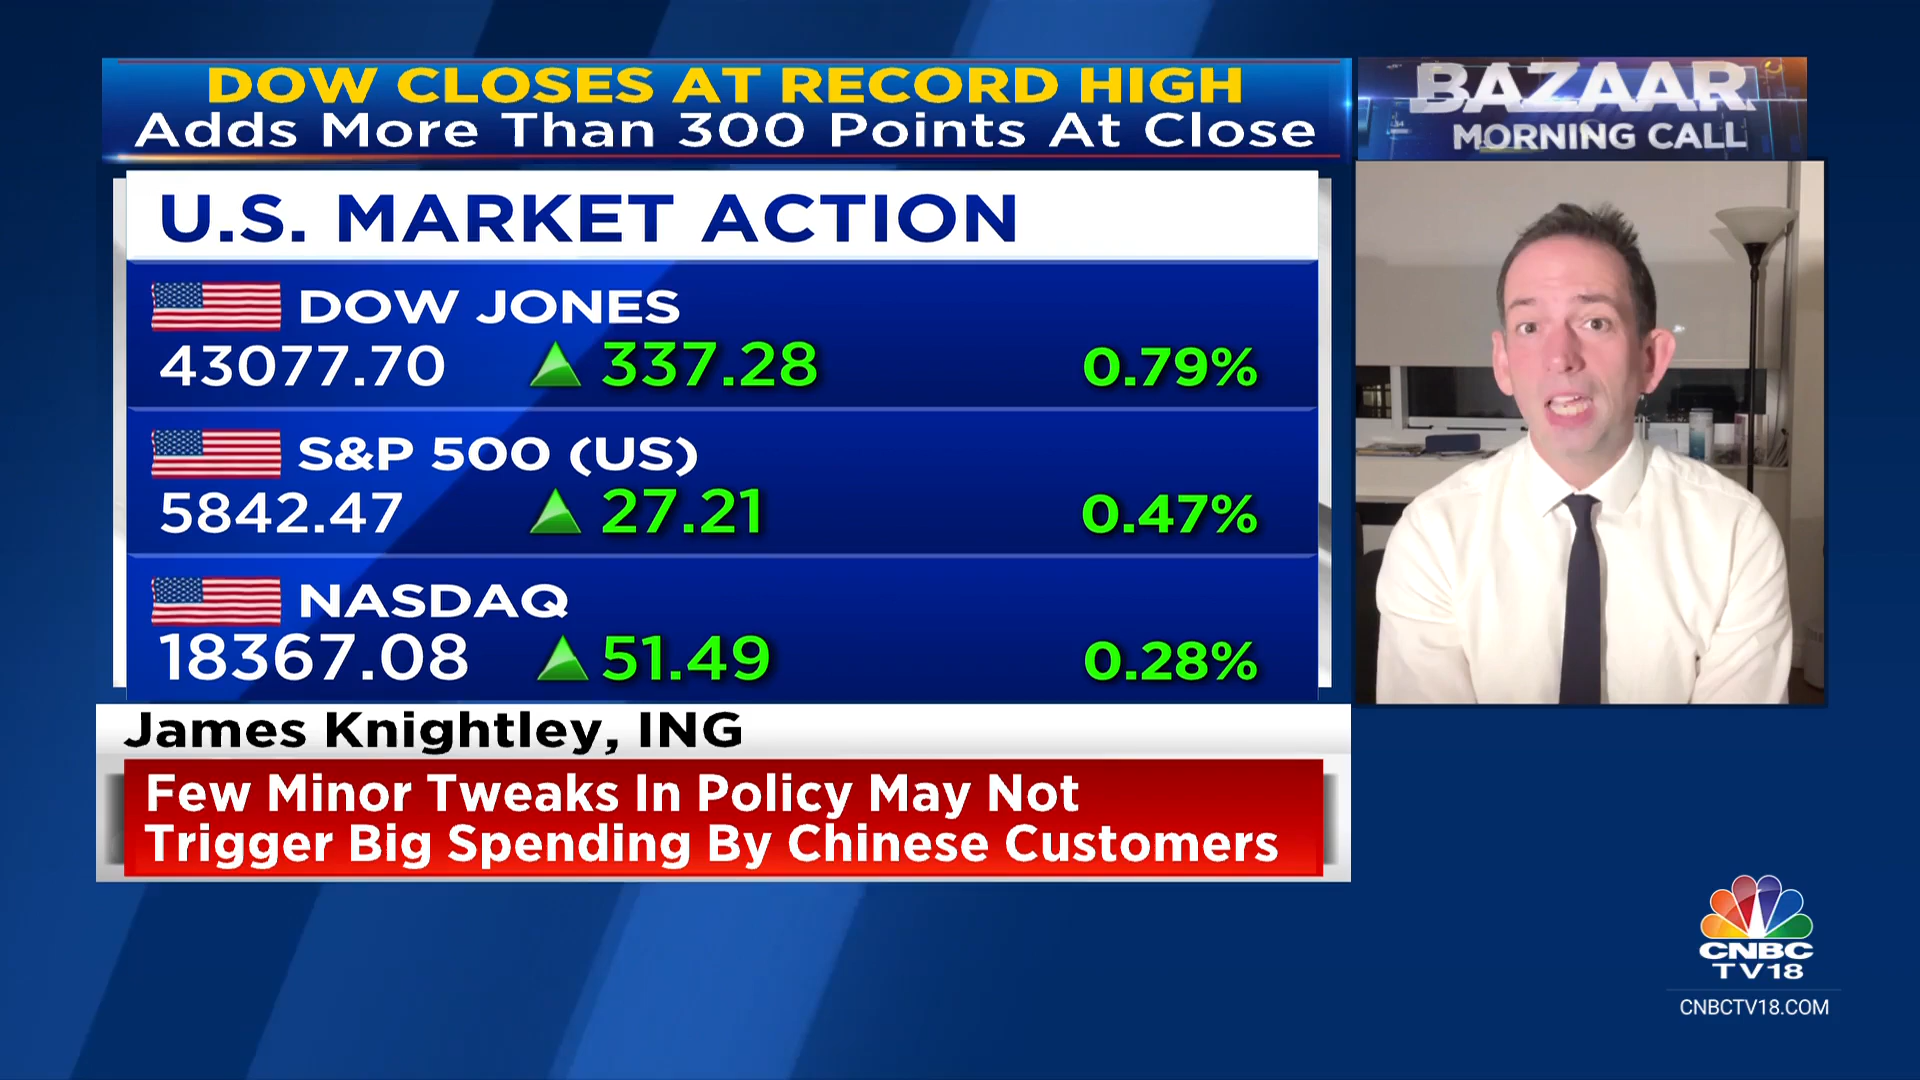 DOW CLOSES AT RECORD HIGH
Adds More Than 300 Points At Close
BAZAAR
MORNING CALL
U.S. MARKET ACTION
DOW JONES
43077.70 337.28 0.79%
S&P 500 (US)
5842.47 27.21 0.47%
NASDAQ
18367.08 51.49 0.28%
James Knightley, ING
Few Minor Tweaks In Policy May Not
Trigger Big Spending By Chinese Customers
CNBC
TV18
CNBCTV18.COM